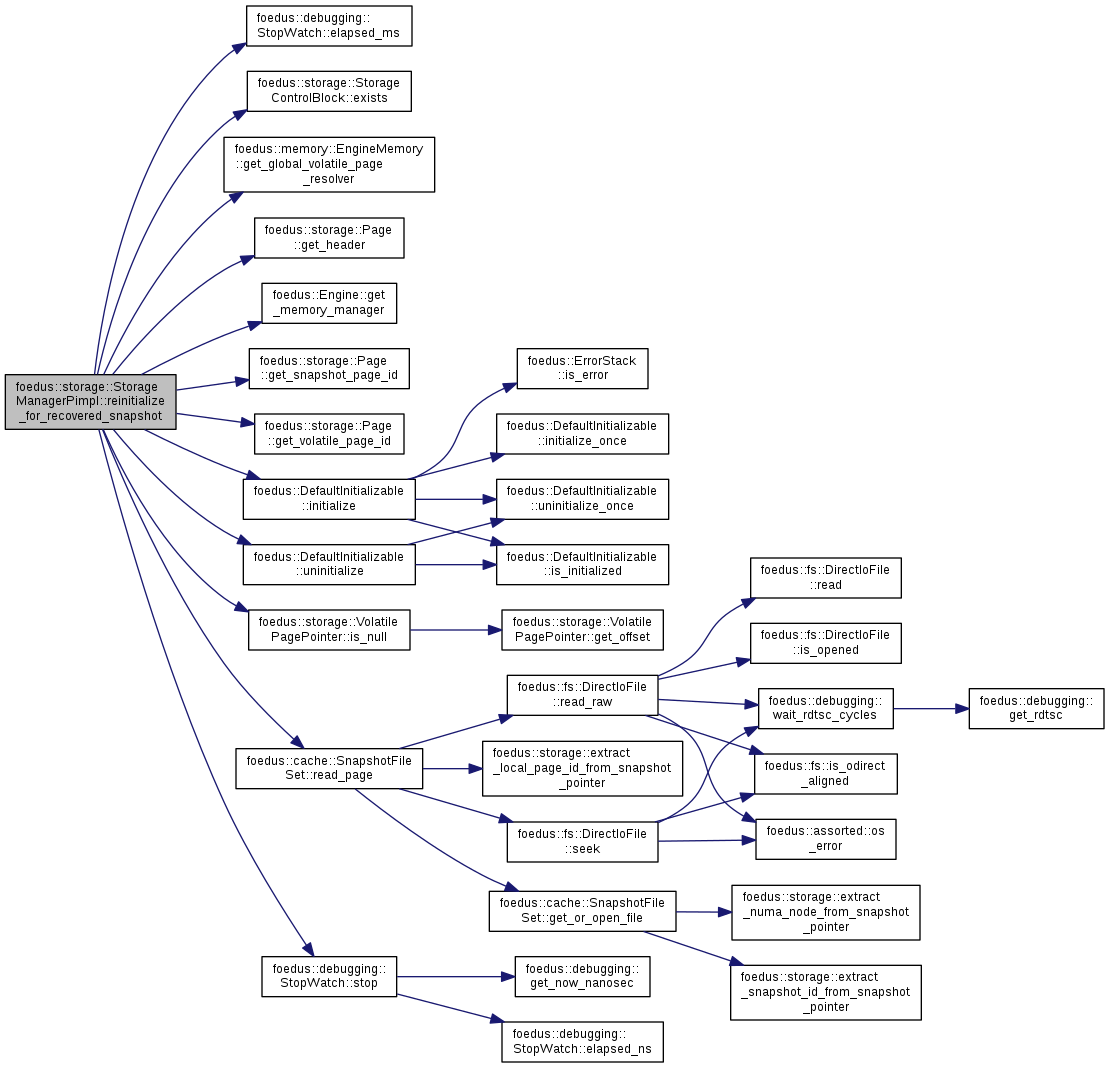 foedus::debugging::
StopWatch::elapsed_ms
foedus::storage::Storage
ControlBlock::exists
foedus::memory::EngineMemory
::get_global_volatile_page
_resolver
foedus::storage::Page
::get_header
foedus::Engine::get
_memory_manager
foedus::storage::Storage
ManagerPimpl::reinitialize
_for_recovered_snapshot
foedus::storage::Page
::get_snapshot_page_id
foedus::storage::Page
::get_volatile_page_id
foedus::DefaultInitializable
::initialize
foedus::DefaultInitializable
::uninitialize
foedus::storage::Volatile
PagePointer::is_null
foedus::cache::SnapshotFile
Set::read_page
foedus::debugging::
StopWatch::stop
foedus::ErrorStack
::is_error
foedus::DefaultInitializable
::initialize_once
foedus::DefaultInitializable
::uninitialize_once
foedus::DefaultInitializable
::is_initialized
foedus::storage::Volatile
PagePointer::get_offset
foedus::fs::DirectIoFile
::read_raw
foedus::storage::extract
_local_page_id_from_snapshot
_pointer
foedus::fs::DirectIoFile
::seek
foedus::cache::SnapshotFile
Set::get_or_open_file
foedus::debugging::
get_now_nanosec
foedus::debugging::
StopWatch::elapsed_ns
foedus::fs::DirectIoFile
::read
foedus::fs::DirectIoFile
::is_opened
foedus::debugging::
wait_rdtsc_cycles
foedus::fs::is_odirect
_aligned
foedus::assorted::os
_error
foedus::storage::extract
_numa_node_from_snapshot
_pointer
foedus::storage::extract
_snapshot_id_from_snapshot
_pointer
foedus::debugging::
get_rdtsc